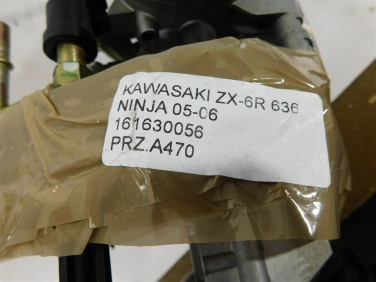 KAWASAKI ZX-6R 636
NINJA 05-06
161630056
PRZ.A470